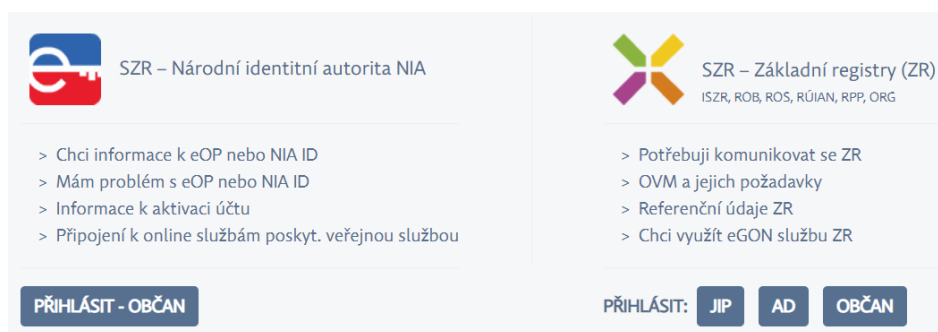 SZR – Národní identitní autorita NIA
> Chci informace k eOP nebo NIA ID
> Mám problém s eOP nebo NIA ID
> Informace k aktivaci účtu
> Připojení k online službám poskyt. veřejnou službou
PŘIHLÁSIT - OBČAN
SZR – Základní registry (ZR)
ISZR, ROB, ROS, RÚIAN, RPP, ORG
> Potřebuji komunikovat se ZR
> OVM a jejich požadavky
> Referenční údaje ZR
> Chci využít eGON službu ZR
PŘIHLÁSIT: JIP AD OBČAN